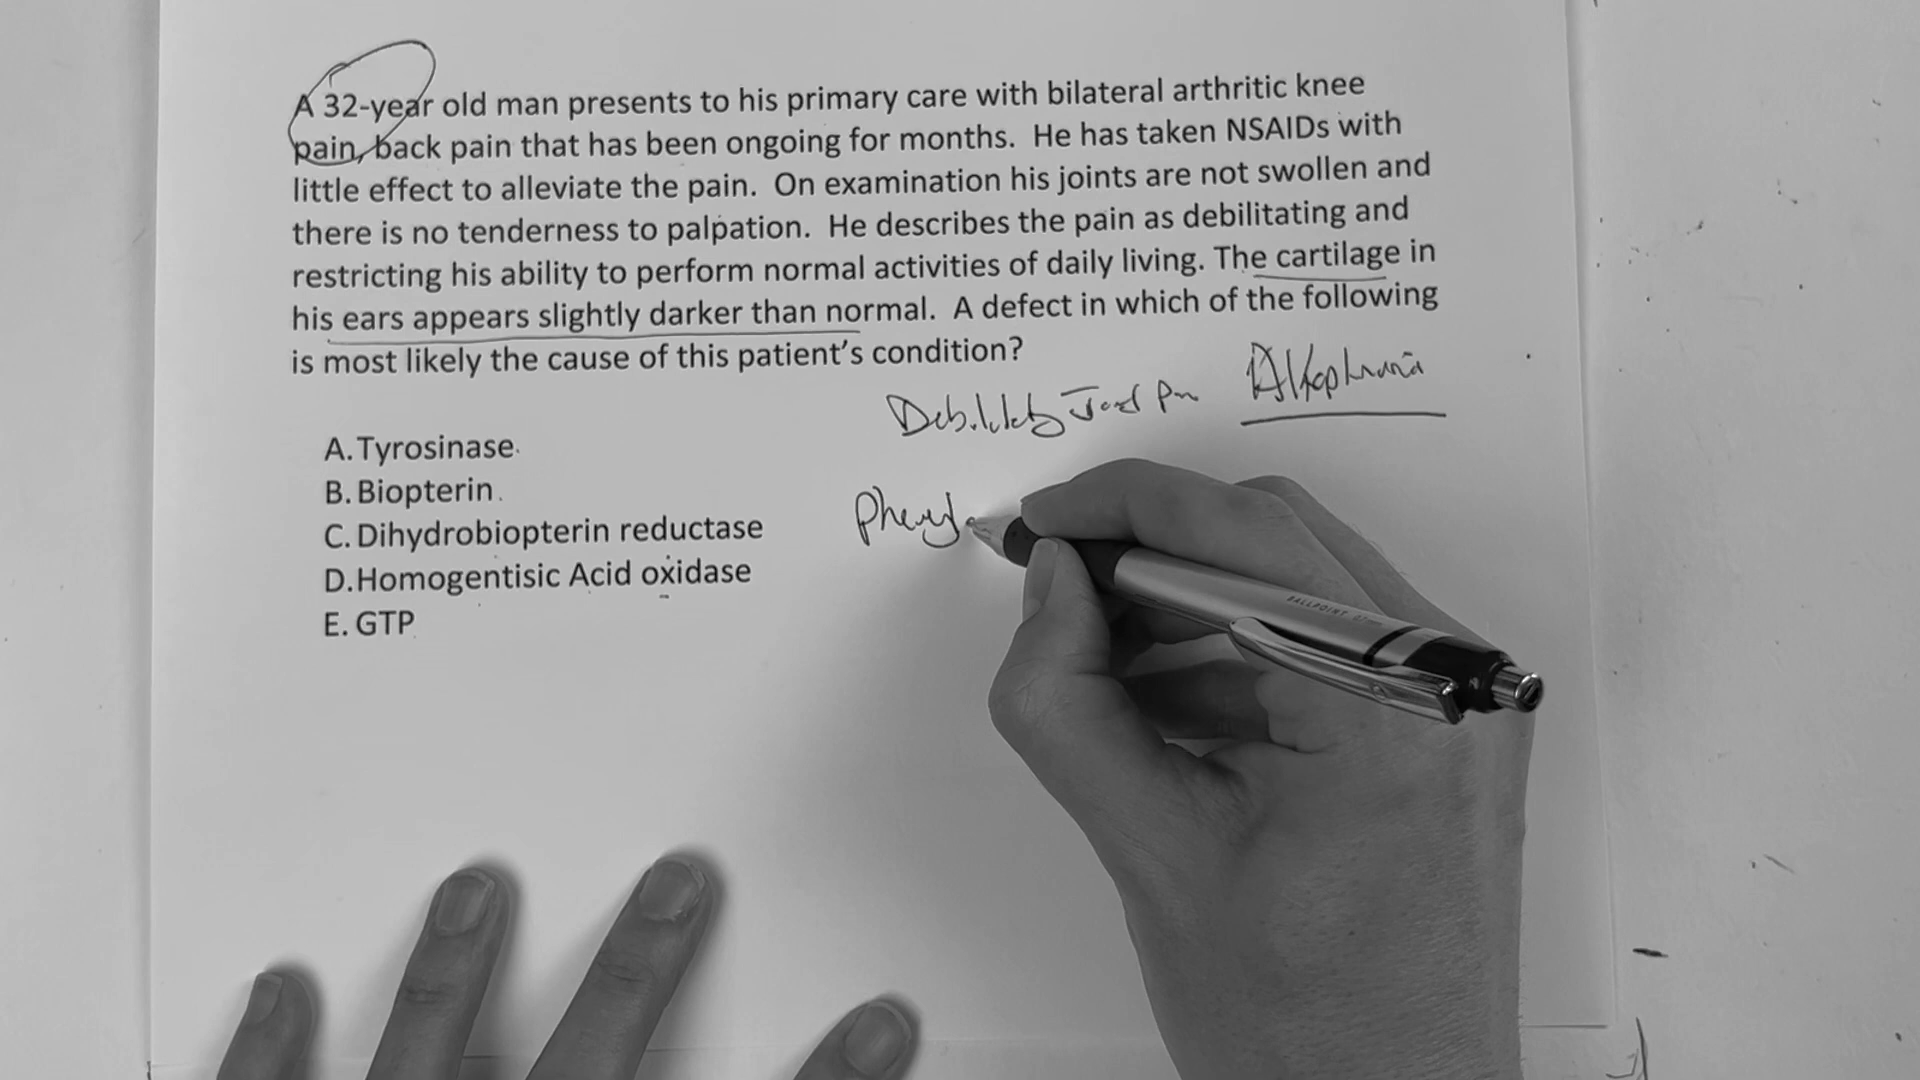 A 32-year old man presents to his primary care with bilateral arthritic knee
pain, back pain that has been ongoing for months. He has taken NSAIDs with
little effect to alleviate the pain. On examination his joints are not swollen and
there is no tenderness to palpation. He describes the pain as debilitating and
restricting his ability to perform normal activities of daily living. The cartilage in
his ears appears slightly darker than normal. A defect in which of the following
is most likely the cause of this patient's condition?
A. Tyrosinase
B. Biopterin
C. Dihydrobiopterin reductase
D. Homogentisic Acid oxidase
E. GTP
Phenyl
BALLPOINT